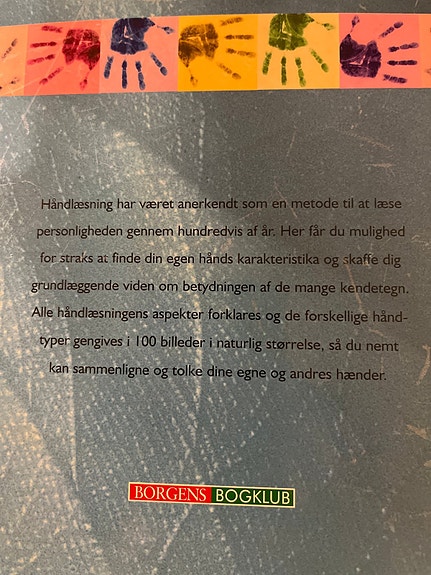 Håndlæsning har været anerkendt som en metode til at læse
personligheden gennem hundredvis af år. Her får du mulighed
for straks at finde din egen hånds karakteristika og skaffe dig
grundlæggende viden om betydningen af de mange kendetegn.
Alle håndlæsningens aspekter forklares og de forskellige hånd-
typer gengives i 100 billeder i naturlig størrelse, så du nemt
kan sammenligne og tolke dine egne og andres hænder.
BORGENS BOGKLUB